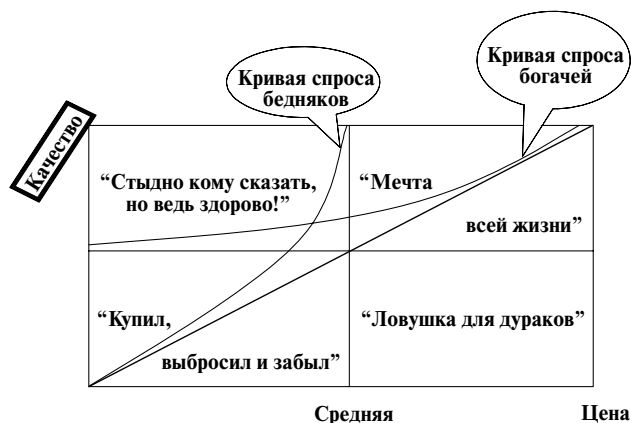 Кривая спроса
богачей
Кривая спроса
бедняков
Качество
“Стыдно кому сказать,
но ведь здорово!”
“Мечта
всей жизни”
“Купил,
выбросил и забыл”
“Ловушка для дураков”
Средняя
Цена